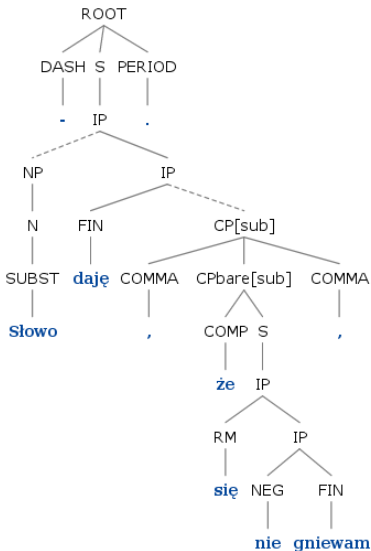 ROOT
DASH S PERIOD
- IP .
NP IP
N FIN CP[sub]
SUBST daję COMMA CPbare[sub] COMMA
Słowo , COMP S ,
że IP
RM IP
się NEG FIN
nie gniewam